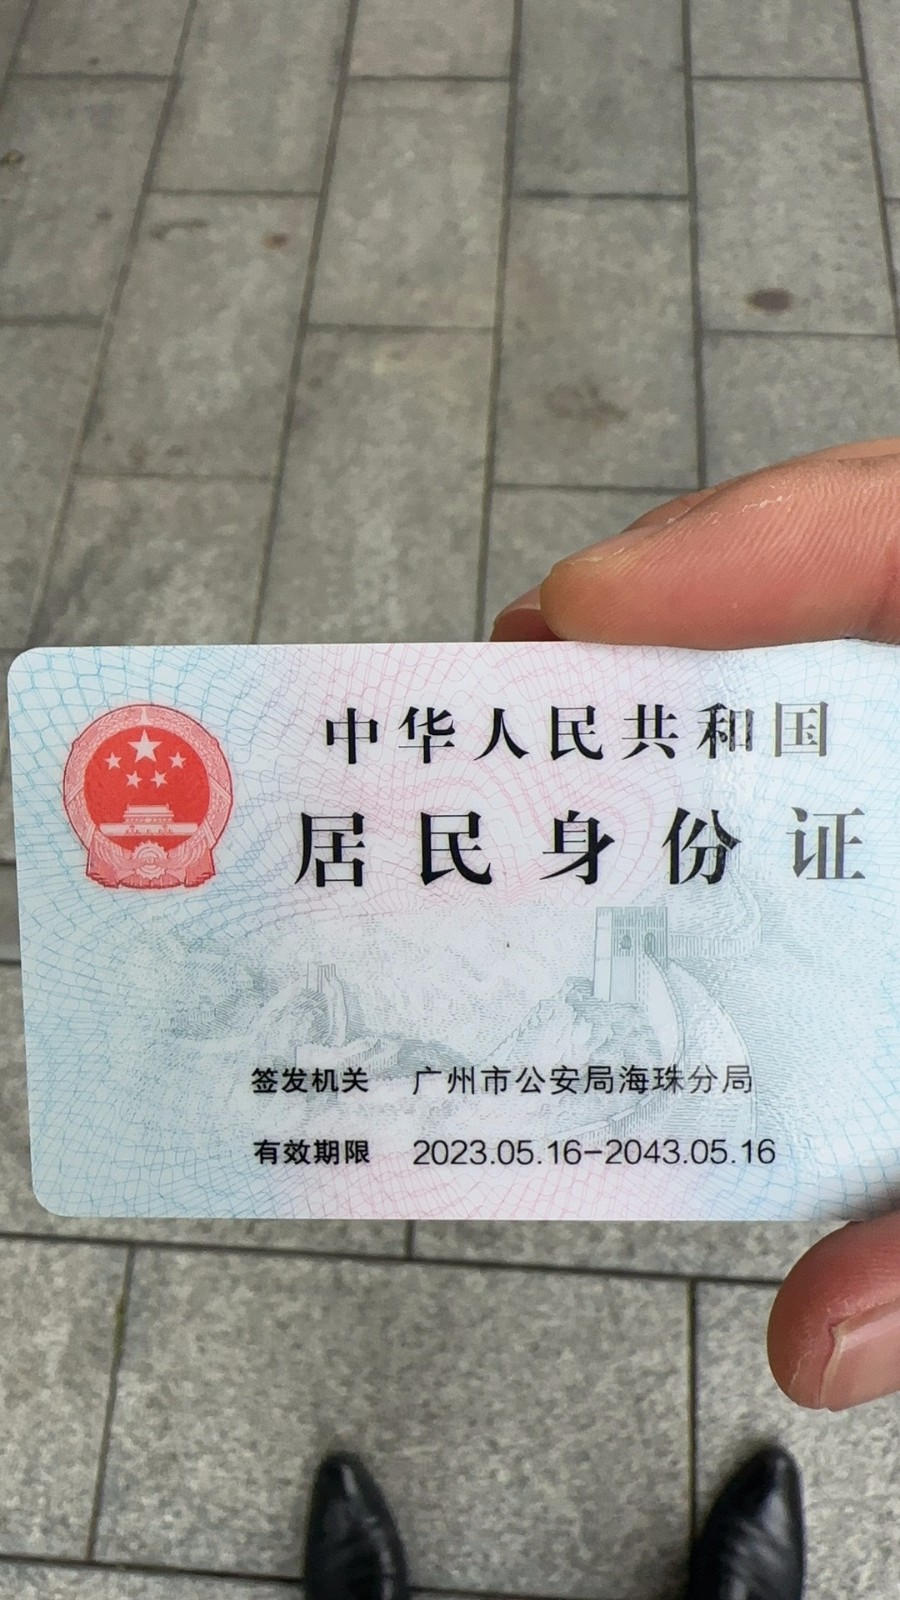 中华人民共和国
居民身份证
签发机关 广州市公安局海珠分局
有效期限 2023.05.16-2043.05.16